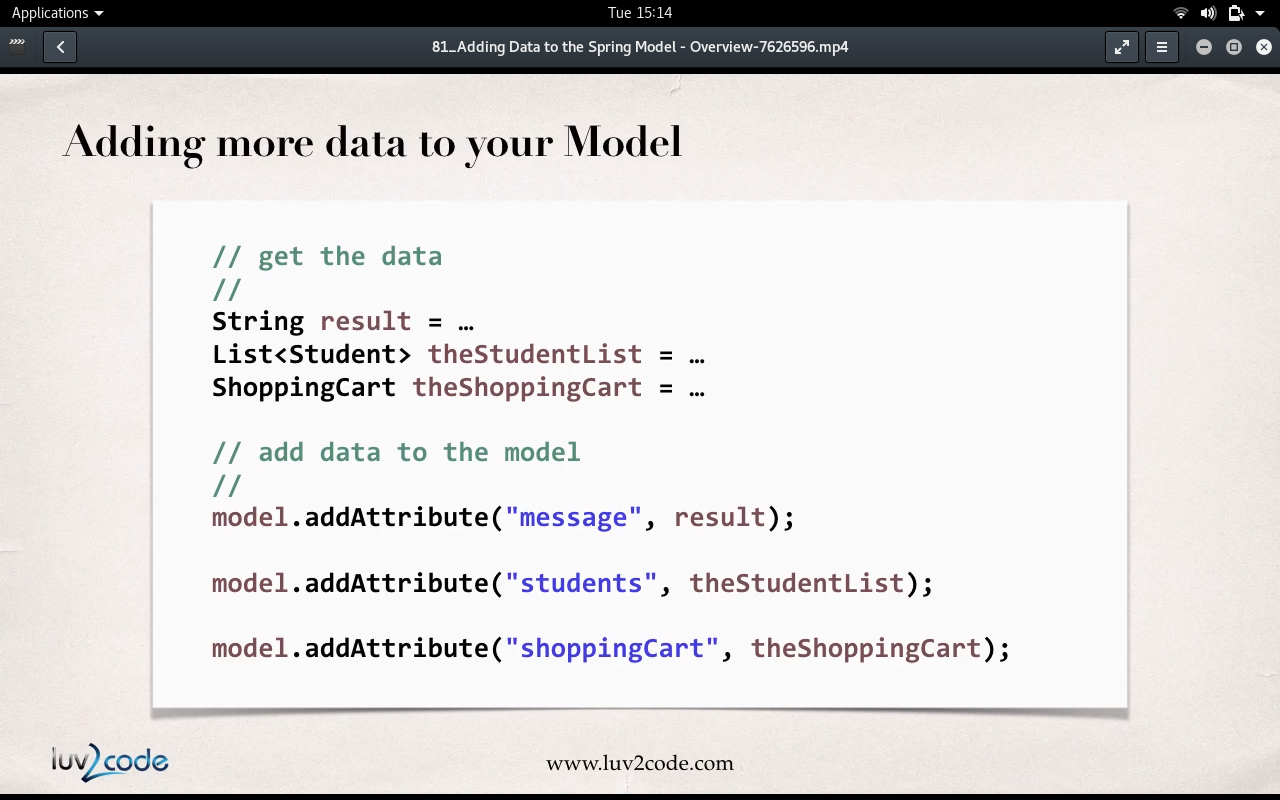 Applications
Tue 15:14
81_Adding Data to the Spring Model - Overview-7626596.mp4
Adding more data to your Model
// get the data
//
String result = …
List<Student> theStudentList = …
ShoppingCart theShoppingCart = …
// add data to the model
//
model.addAttribute("message", result);
model.addAttribute("students", theStudentList);
model.addAttribute("shoppingCart", theShoppingCart);
luv2code
www.luv2code.com